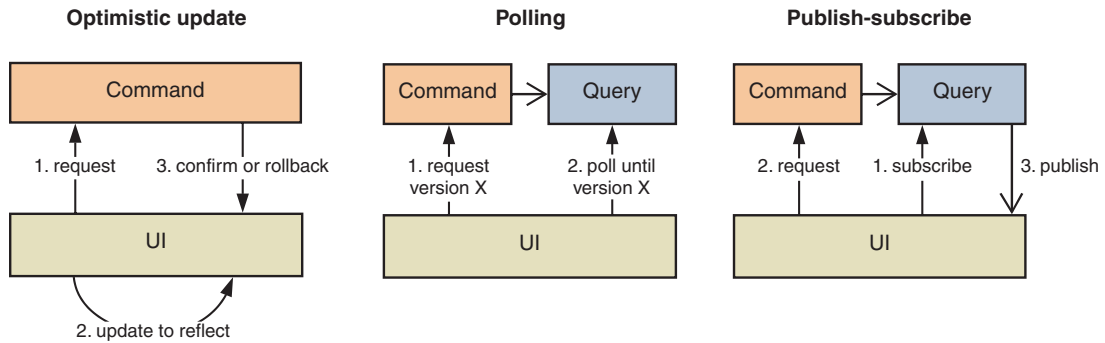 Optimistic update
Command
1. request
3. confirm or rollback
UI
2. update to reflect
Polling
Command
Query
1. request
version X
2. poll until
version X
UI
Publish-subscribe
Command
Query
2. request
1. subscribe
3. publish
UI